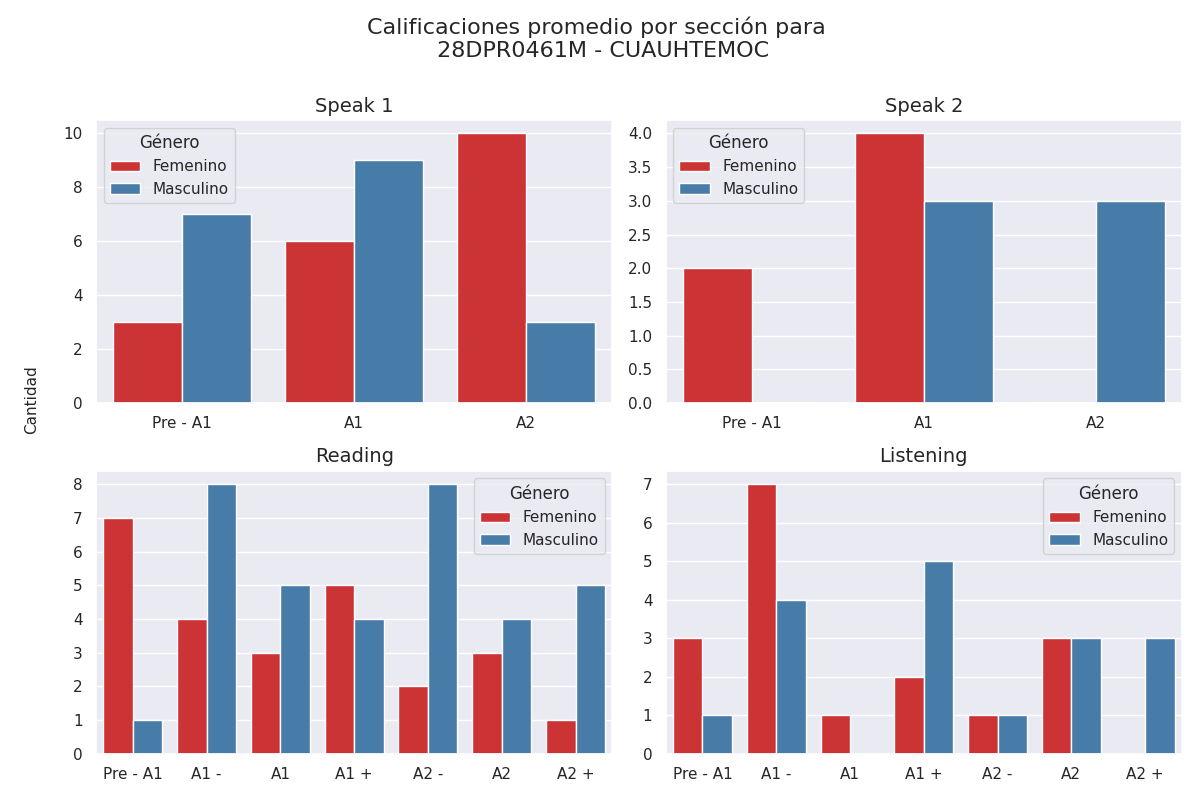 Calificaciones promedio por sección para
28DPR0461M - CUAUHTEMOC
Cantidad
Speak 1
Género
Femenino
Masculino
10
8
6
4
2
0
Pre - A1
A1
A2
Speak 2
Género
Femenino
Masculino
4.0
3.5
3.0
2.5
2.0
1.5
1.0
0.5
0.0
Pre - A1
A1
A2
Reading
Género
Femenino
Masculino
8
7
6
5
4
3
2
1
0
Pre - A1
A1 -
A1
A1 +
A2 -
A2
A2 +
Listening
Género
Femenino
Masculino
7
6
5
4
3
2
1
0
Pre - A1
A1 -
A1
A1 +
A2 -
A2
A2 +